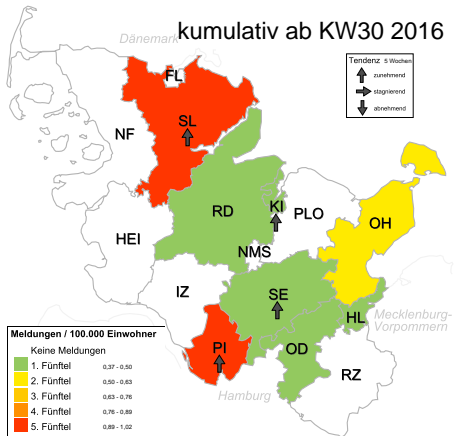 kumulativ ab KW30 2016
Dänemark
Tendenz 5 Wochen
zunehmend
stagnierend
abnehmend
FL
SL
NF
RD
KI
PLO
OH
HEI
NMS
IZ
SE
HL
Mecklenburg-
Vorpommern
PI
OD
RZ
Hamburg
Meldungen / 100.000 Einwohner
Keine Meldungen
1. Fünftel 0,37 - 0,50
2. Fünftel 0,50 - 0,63
3. Fünftel 0,63 - 0,76
4. Fünftel 0,76 - 0,89
5. Fünftel 0,89 - 1,02